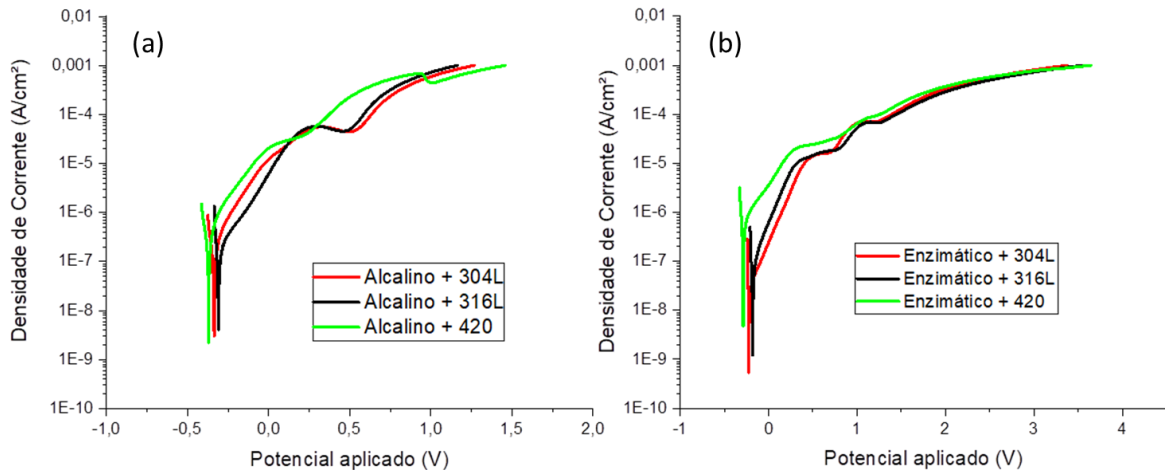 (a)
Densidade de Corrente (A/cm²)
0,01
0,001
1E-4
1E-5
1E-6
1E-7
1E-8
1E-9
1E-10
Alcalino + 304L
Alcalino + 316L
Alcalino + 420
-1,0 -0,5 0,0 0,5 1,0 1,5 2,0
Potencial aplicado (V)
(b)
Densidade de Corrente (A/cm²)
0,01
0,001
1E-4
1E-5
1E-6
1E-7
1E-8
1E-9
1E-10
Enzimático + 304L
Enzimático + 316L
Enzimático + 420
-1 0 1 2 3 4
Potencial aplicado (V)